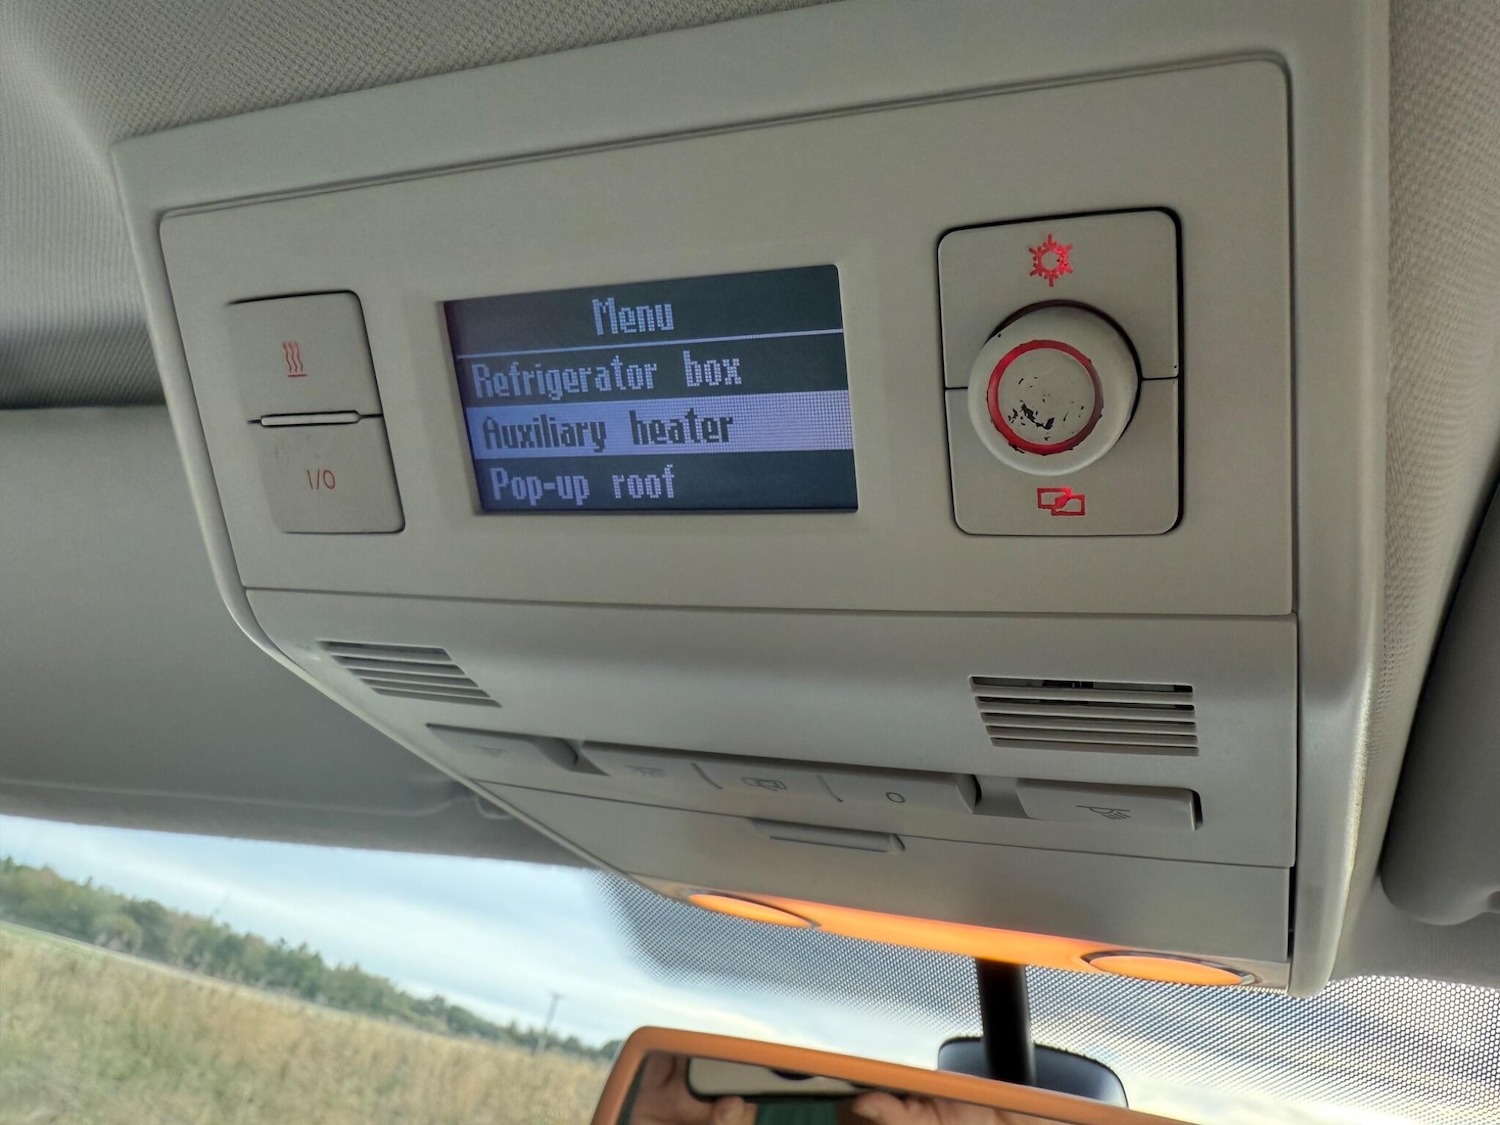 Menu
Refrigerator box
Auxiliary heater
Pop-up roof
I/O